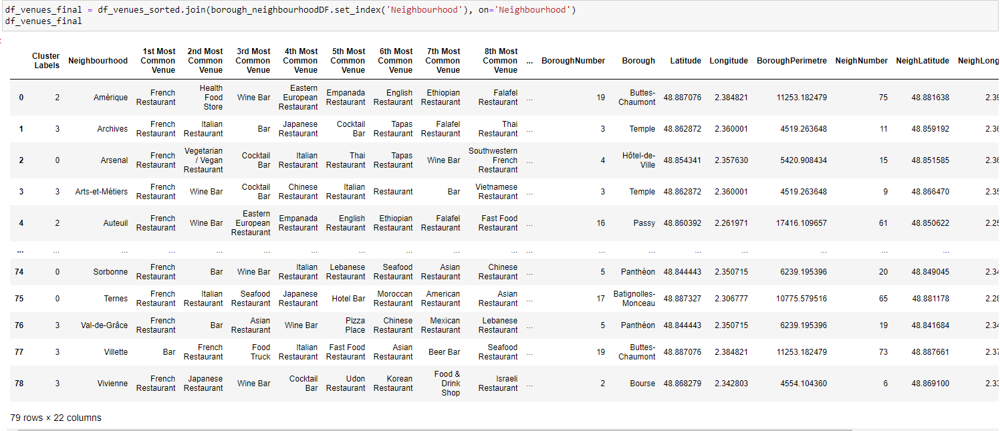 df_venues_final = df_venues_sorted.join(borough_neighbourhoodDF.set_index('Neighbourhood'), on='Neighbourhood')
df_venues_final
Cluster Labels Neighbourhood 1st Most Common Venue 2nd Most Common Venue 3rd Most Common Venue 4th Most Common Venue 5th Most Common Venue 6th Most Common Venue 7th Most Common Venue 8th Most Common Venue ... BoroughNumber Borough Latitude Longitude BoroughPerimetre NeighNumber NeighLatitude NeighLong
0 2 Amérique French Restaurant Health Food Store Wine Bar Eastern European Restaurant Empanada Restaurant English Restaurant Ethiopian Restaurant Falafel Restaurant ... 19 Buttes-Chaumont 48.887076 2.384821 11253.182479 75 48.881638 2.39
1 3 Archives French Restaurant Italian Restaurant Bar Japanese Restaurant Cocktail Bar Tapas Restaurant Falafel Restaurant Thai Restaurant ... 3 Temple 48.862872 2.360001 4519.263648 11 48.859192 2.36
2 0 Arsenal French Restaurant Vegetarian / Vegan Restaurant Cocktail Bar Italian Restaurant Thai Restaurant Tapas Restaurant Wine Bar Southwestern French Restaurant ... 4 Hôtel-de-Ville 48.854341 2.357630 5420.908434 15 48.851585 2.36
3 3 Arts-et-Métiers French Restaurant Wine Bar Cocktail Bar Chinese Restaurant Italian Restaurant Restaurant Bar Vietnamese Restaurant ... 3 Temple 48.862872 2.360001 4519.263648 9 48.866470 2.35
4 2 Auteuil French Restaurant Wine Bar Eastern European Restaurant Empanada Restaurant English Restaurant Ethiopian Restaurant Falafel Restaurant Fast Food Restaurant ... 16 Passy 48.860392 2.261971 17416.109657 61 48.850622 2.25
... ... ... ... ... ... ... ... ... ... ... ... ... ... ... ... ... ... ...
74 0 Sorbonne French Restaurant Bar Wine Bar Italian Restaurant Lebanese Restaurant Seafood Restaurant Asian Restaurant Chinese Restaurant ... 5 Panthéon 48.844443 2.350715 6239.195396 20 48.849045 2.34
75 0 Ternes French Restaurant Italian Restaurant Seafood Restaurant Japanese Restaurant Hotel Bar Moroccan Restaurant American Restaurant Asian Restaurant ... 17 Batignolles-Monceau 48.887327 2.306777 10775.579516 65 48.881178 2.28
76 3 Val-de-Grâce French Restaurant Bar Asian Restaurant Wine Bar Pizza Place Chinese Restaurant Mexican Restaurant Lebanese Restaurant ... 5 Panthéon 48.844443 2.350715 6239.195396 19 48.841684 2.34
77 3 Villette Bar French Restaurant Food Truck Italian Restaurant Fast Food Restaurant Asian Restaurant Beer Bar Seafood Restaurant ... 19 Buttes-Chaumont 48.887076 2.384821 11253.182479 73 48.887661 2.37
78 3 Vivienne French Restaurant Japanese Restaurant Wine Bar Cocktail Bar Udon Restaurant Korean Restaurant Food & Drink Shop Israeli Restaurant ... 2 Bourse 48.868279 2.342803 4554.104360 6 48.869100 2.33
79 rows × 22 columns